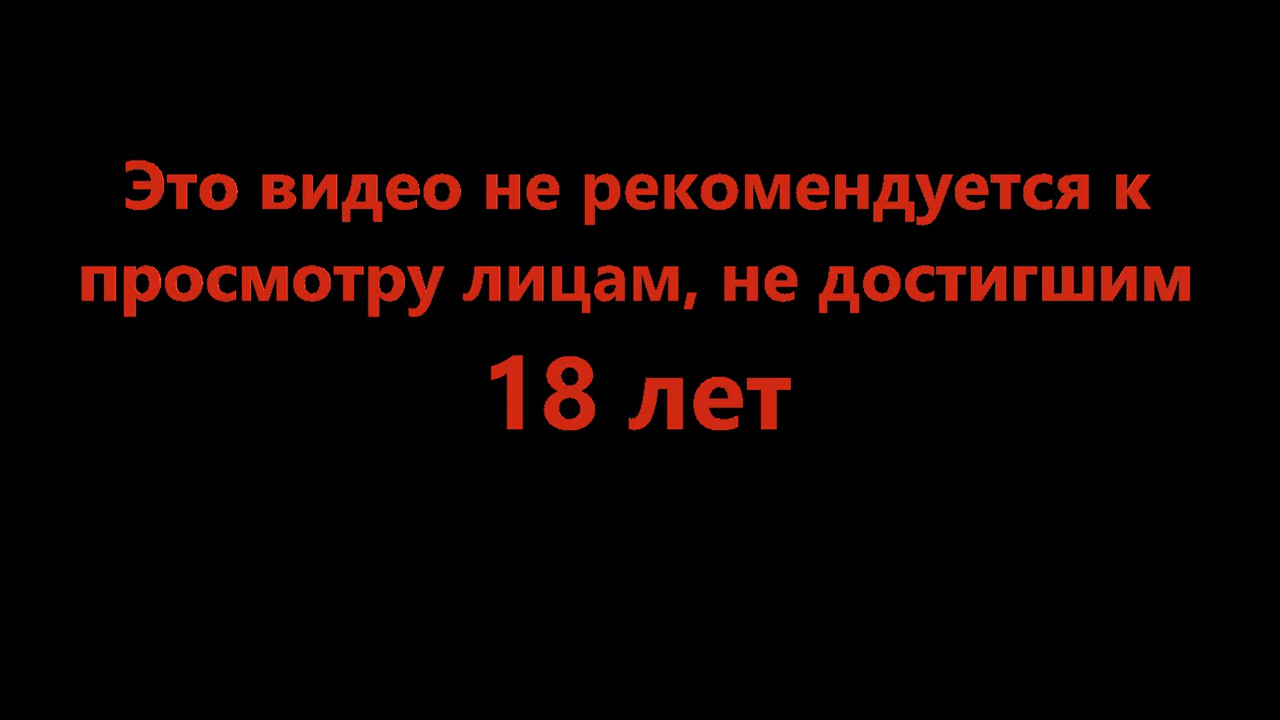 Это видео не рекомендуется к
просмотру лицам, не достигшим
18 лет